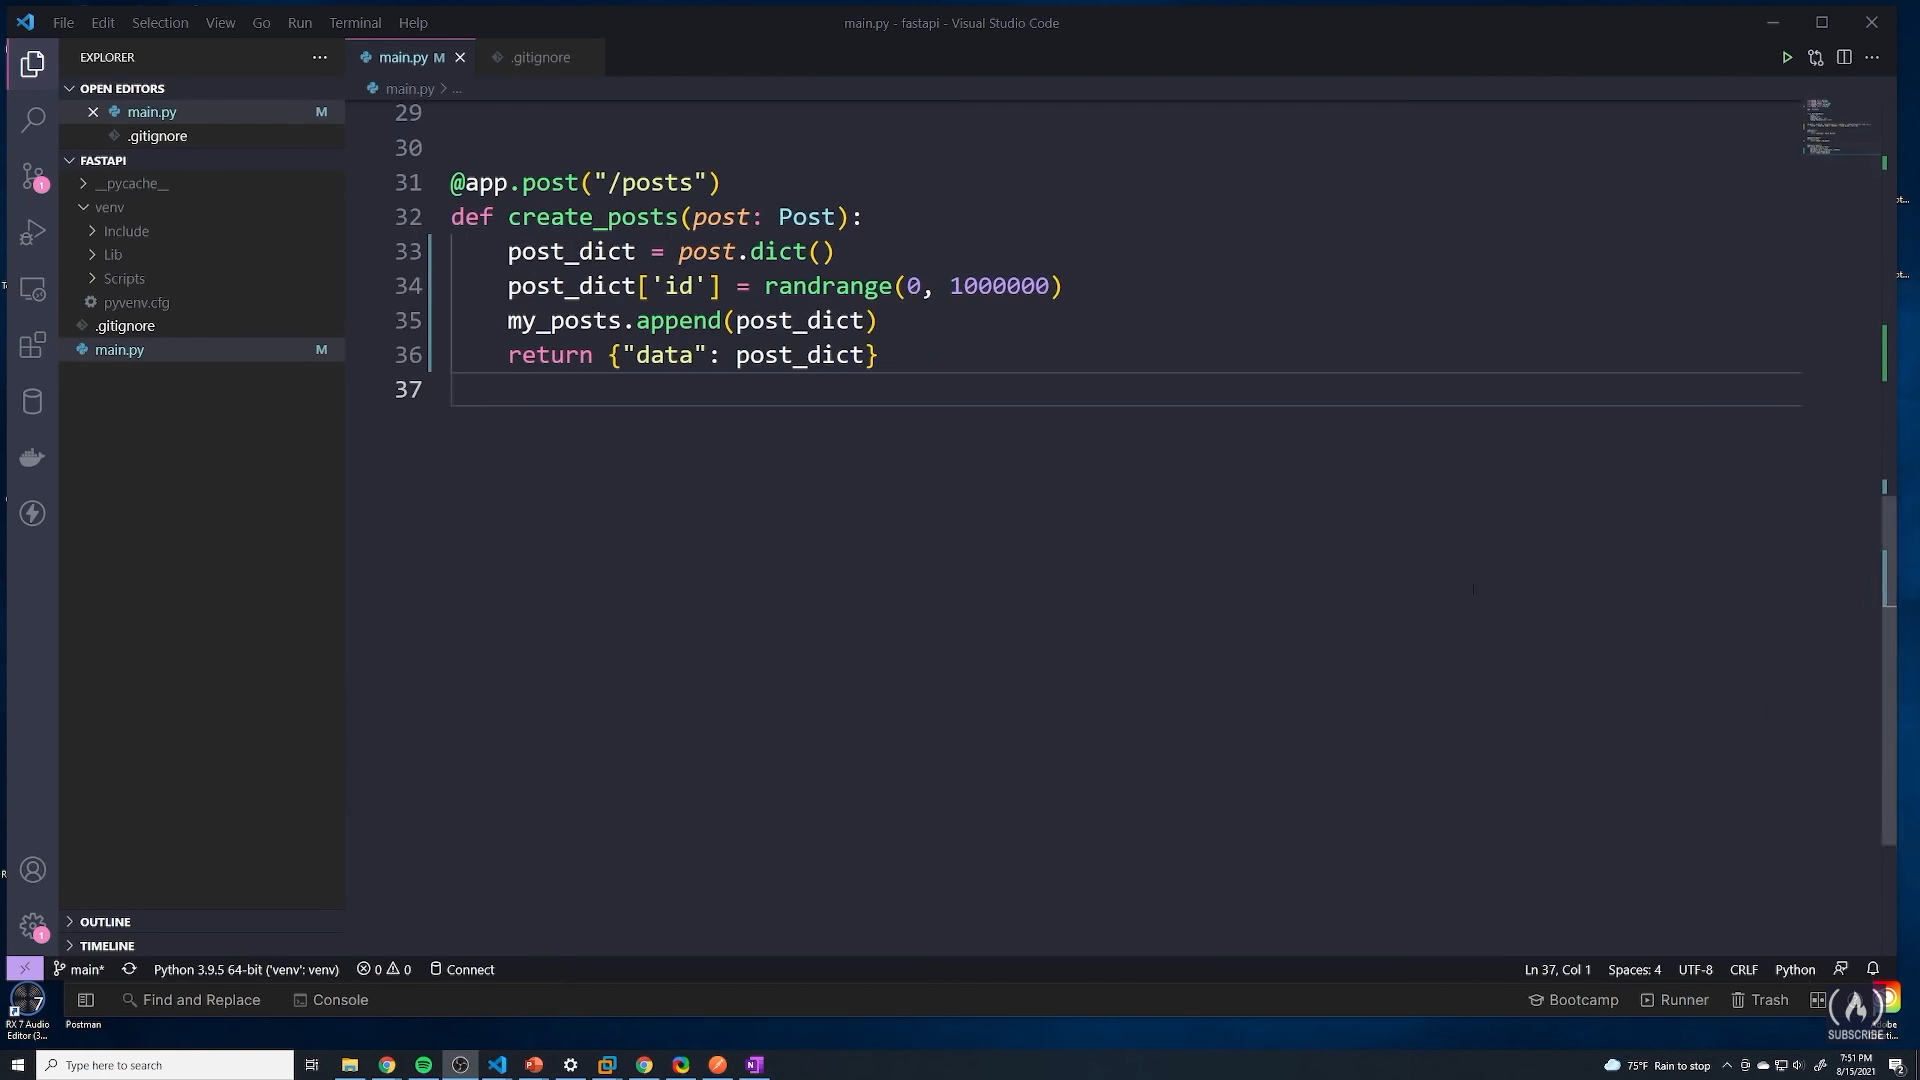 File Edit Selection View Go Run Terminal Help
main.py - fastapi - Visual Studio Code
EXPLORER
main.py M
.gitignore
OPEN EDITORS
main.py > ...
main.py M
.gitignore
FASTAPI
__pycache__
venv
Include
Lib
Scripts
pyvenv.cfg
.gitignore
main.py M
29
30
31 @app.post("/posts")
32 def create_posts(post: Post):
33 post_dict = post.dict()
34 post_dict['id'] = randrange(0, 1000000)
35 my_posts.append(post_dict)
36 return {"data": post_dict}
37
1
OUTLINE
1
TIMELINE
main* Python 3.9.5 64-bit ('venv': venv) 0 0 Connect
Ln 37, Col 1 Spaces: 4 UTF-8 CRLF Python
Find and Replace Console
Bootcamp Runner Trash
7
RX 7 Audio
Editor (3...
Postman
SUBSCRIBE
Type here to search
75°F Rain to stop
7:51 PM
8/15/2021
2